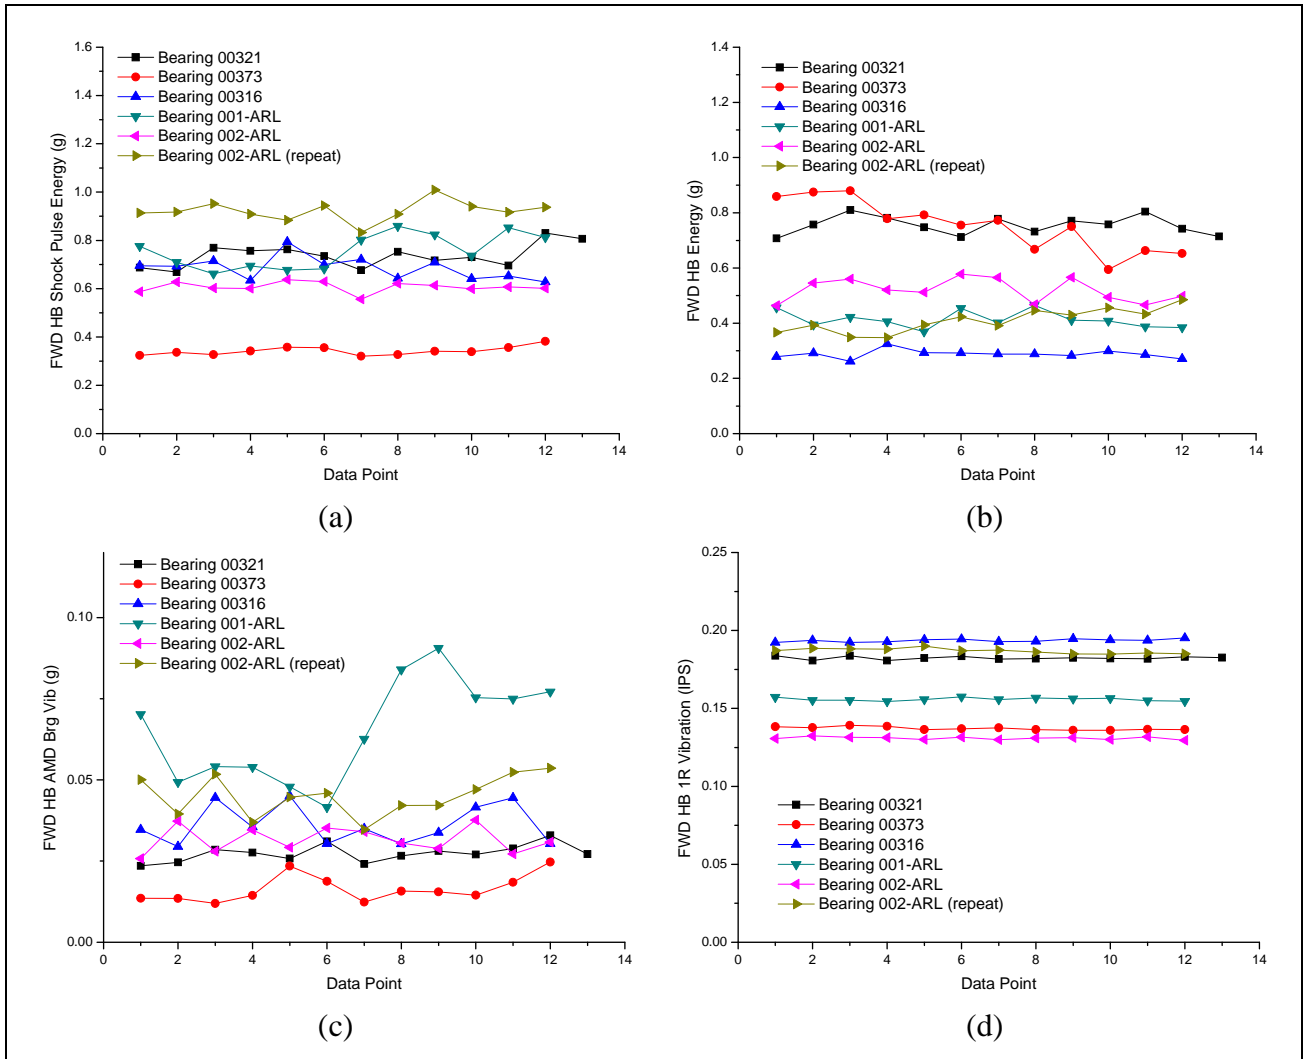 FWD HB Shock Pulse Energy (g)
1.6
1.4
1.2
1.0
0.8
0.6
0.4
0.2
0.0
Bearing 00321
Bearing 00373
Bearing 00316
Bearing 001-ARL
Bearing 002-ARL
Bearing 002-ARL (repeat)
0 2 4 6 8 10 12 14
Data Point
(a)
FWD HB Energy (g)
1.4
1.2
1.0
0.8
0.6
0.4
0.2
0.0
Bearing 00321
Bearing 00373
Bearing 00316
Bearing 001-ARL
Bearing 002-ARL
Bearing 002-ARL (repeat)
0 2 4 6 8 10 12 14
Data Point
(b)
FWD HB AMD Brg Vib (g)
0.10
0.05
0.00
Bearing 00321
Bearing 00373
Bearing 00316
Bearing 001-ARL
Bearing 002-ARL
Bearing 002-ARL (repeat)
0 2 4 6 8 10 12 14
Data Point
(c)
FWD HB 1R Vibration (IPS)
0.25
0.20
0.15
0.10
0.05
0.00
Bearing 00321
Bearing 00373
Bearing 00316
Bearing 001-ARL
Bearing 002-ARL
Bearing 002-ARL (repeat)
0 2 4 6 8 10 12 14
Data Point
(d)